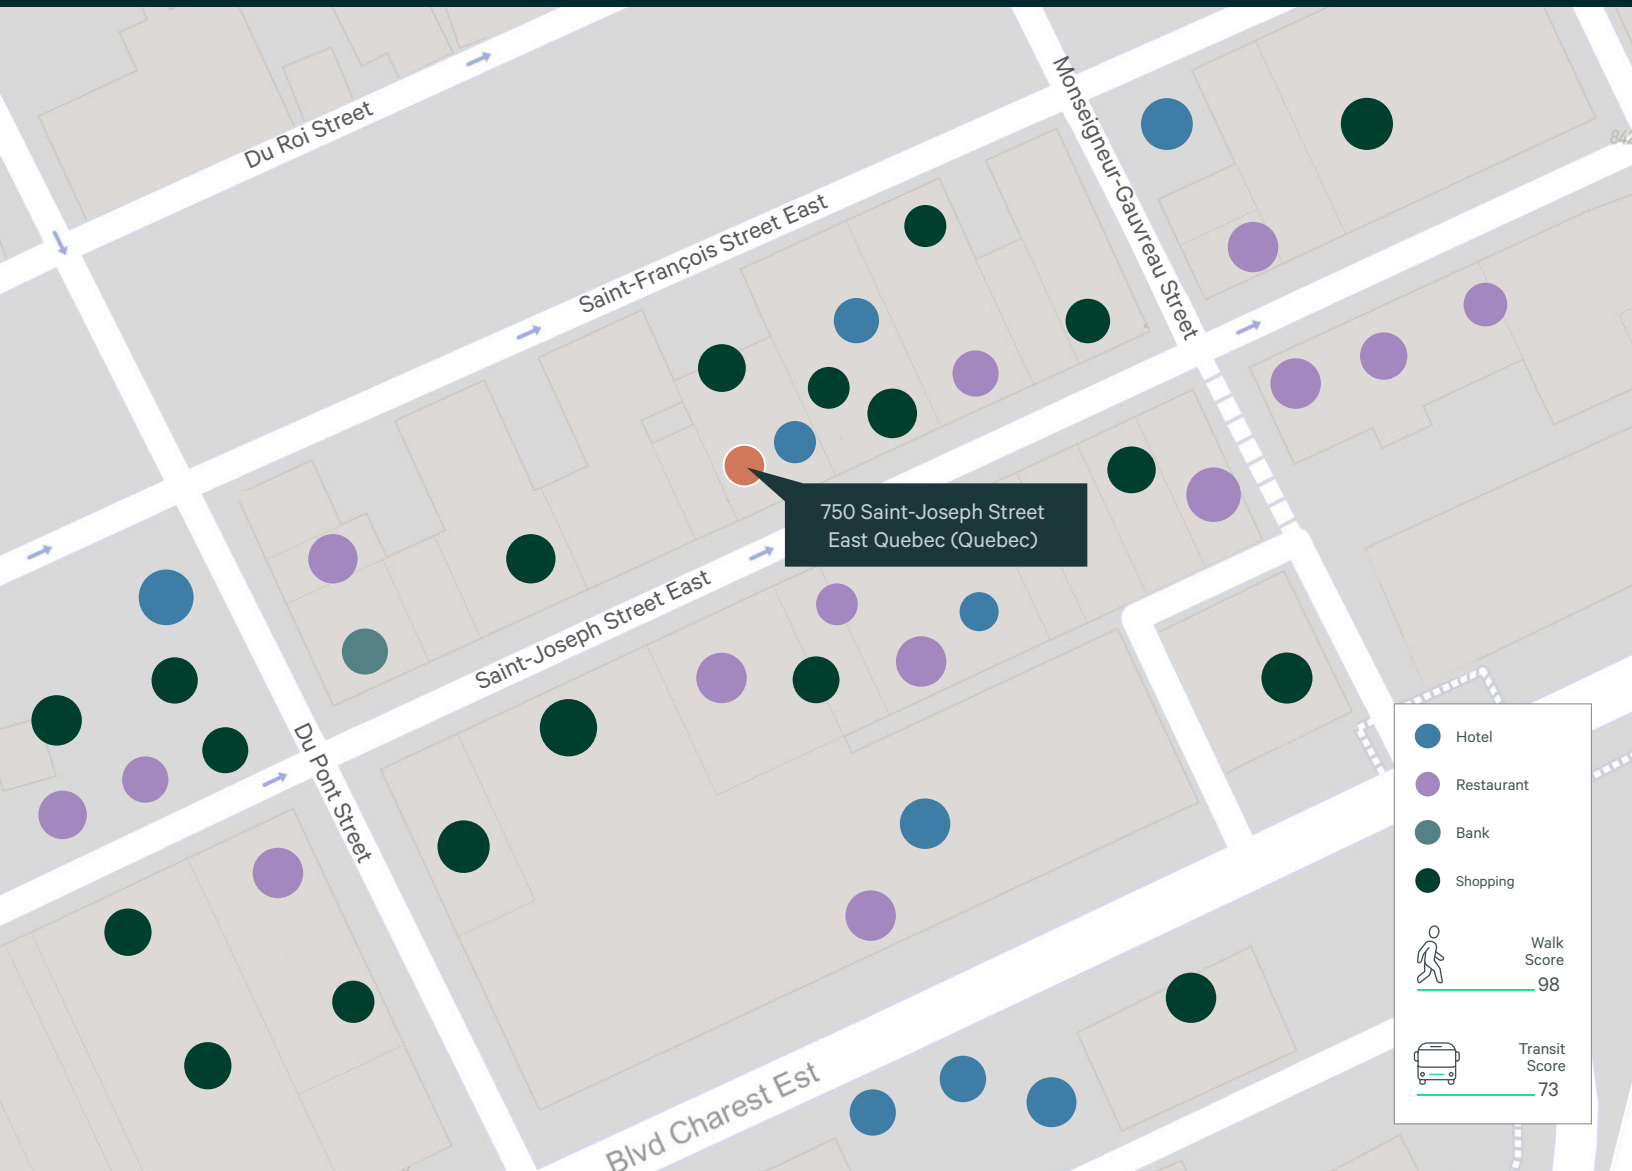 Du Roi Street
Monseigneur-Gauvreau Street
842
Saint-François Street East
750 Saint-Joseph Street
East Quebec (Quebec)
Saint-Joseph Street East
Du Pont Street
Blvd Charest Est
Hotel
Restaurant
Bank
Shopping
Walk
Score
98
Transit
Score
73